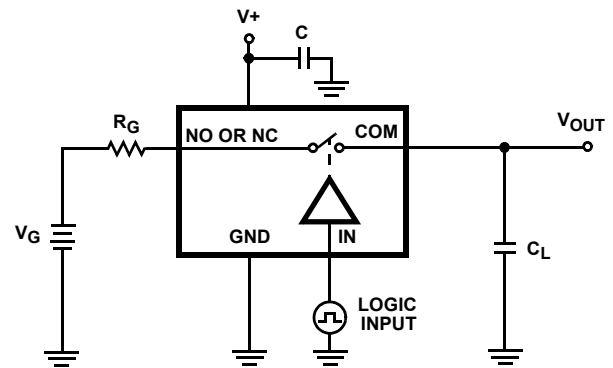 V+
C
RG
NO OR NC
COM
VOUT
VG
GND
IN
CL
LOGIC
INPUT